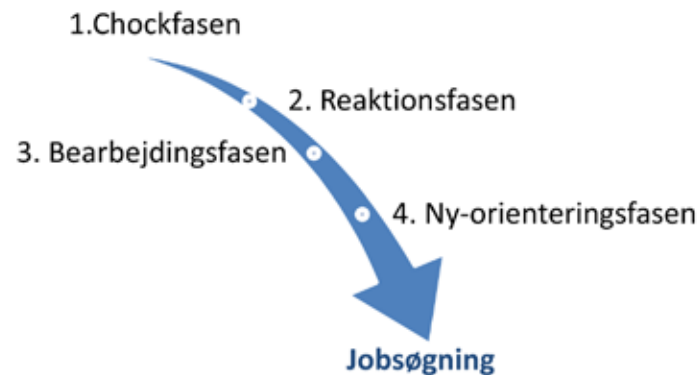 1.Chockfasen
2. Reaktionsfasen
3. Bearbejdingsfasen
4. Ny-orienteringsfasen
Jobsøgning